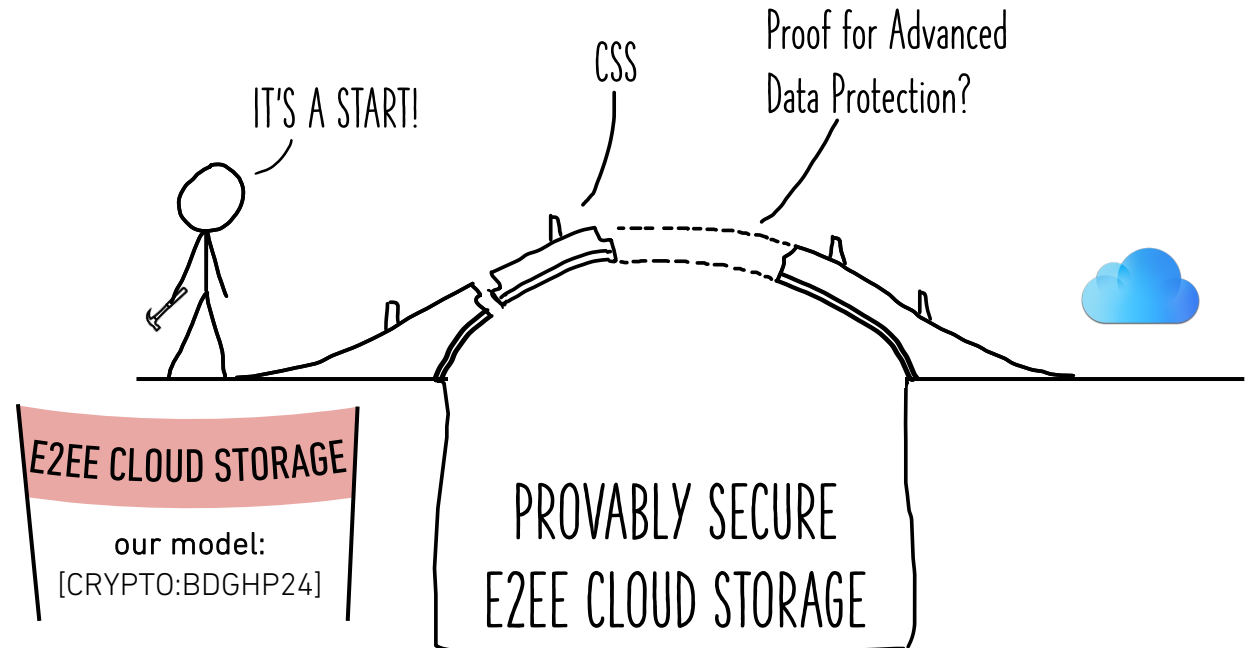 IT'S A START!
CSS
Proof for Advanced
Data Protection?
E2EE CLOUD STORAGE
our model:
[CRYPTO:BDGHP24]
PROVABLY SECURE
E2EE CLOUD STORAGE